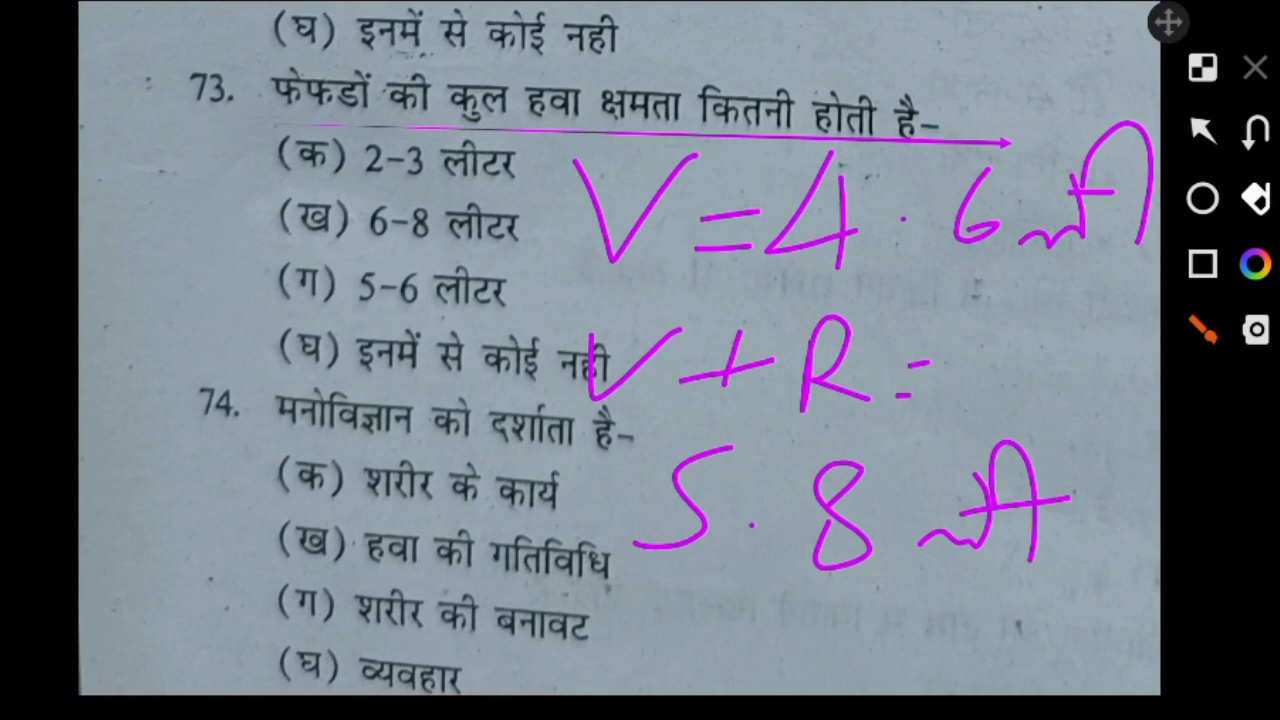 (घ) इनमें से कोई नही
73. फेफडों की कुल हवा क्षमता कितनी होती है-
(क) 2-3 लीटर
(ख) 6-8 लीटर
(ग) 5-6 लीटर
(घ) इनमें से कोई नही
74. मनोविज्ञान को दर्शाता है-
(क) शरीर के कार्य
(ख) हवा की गतिविधि
(ग) शरीर की बनावट
(घ) व्यवहार
V = 4.6
V + R =
5.8